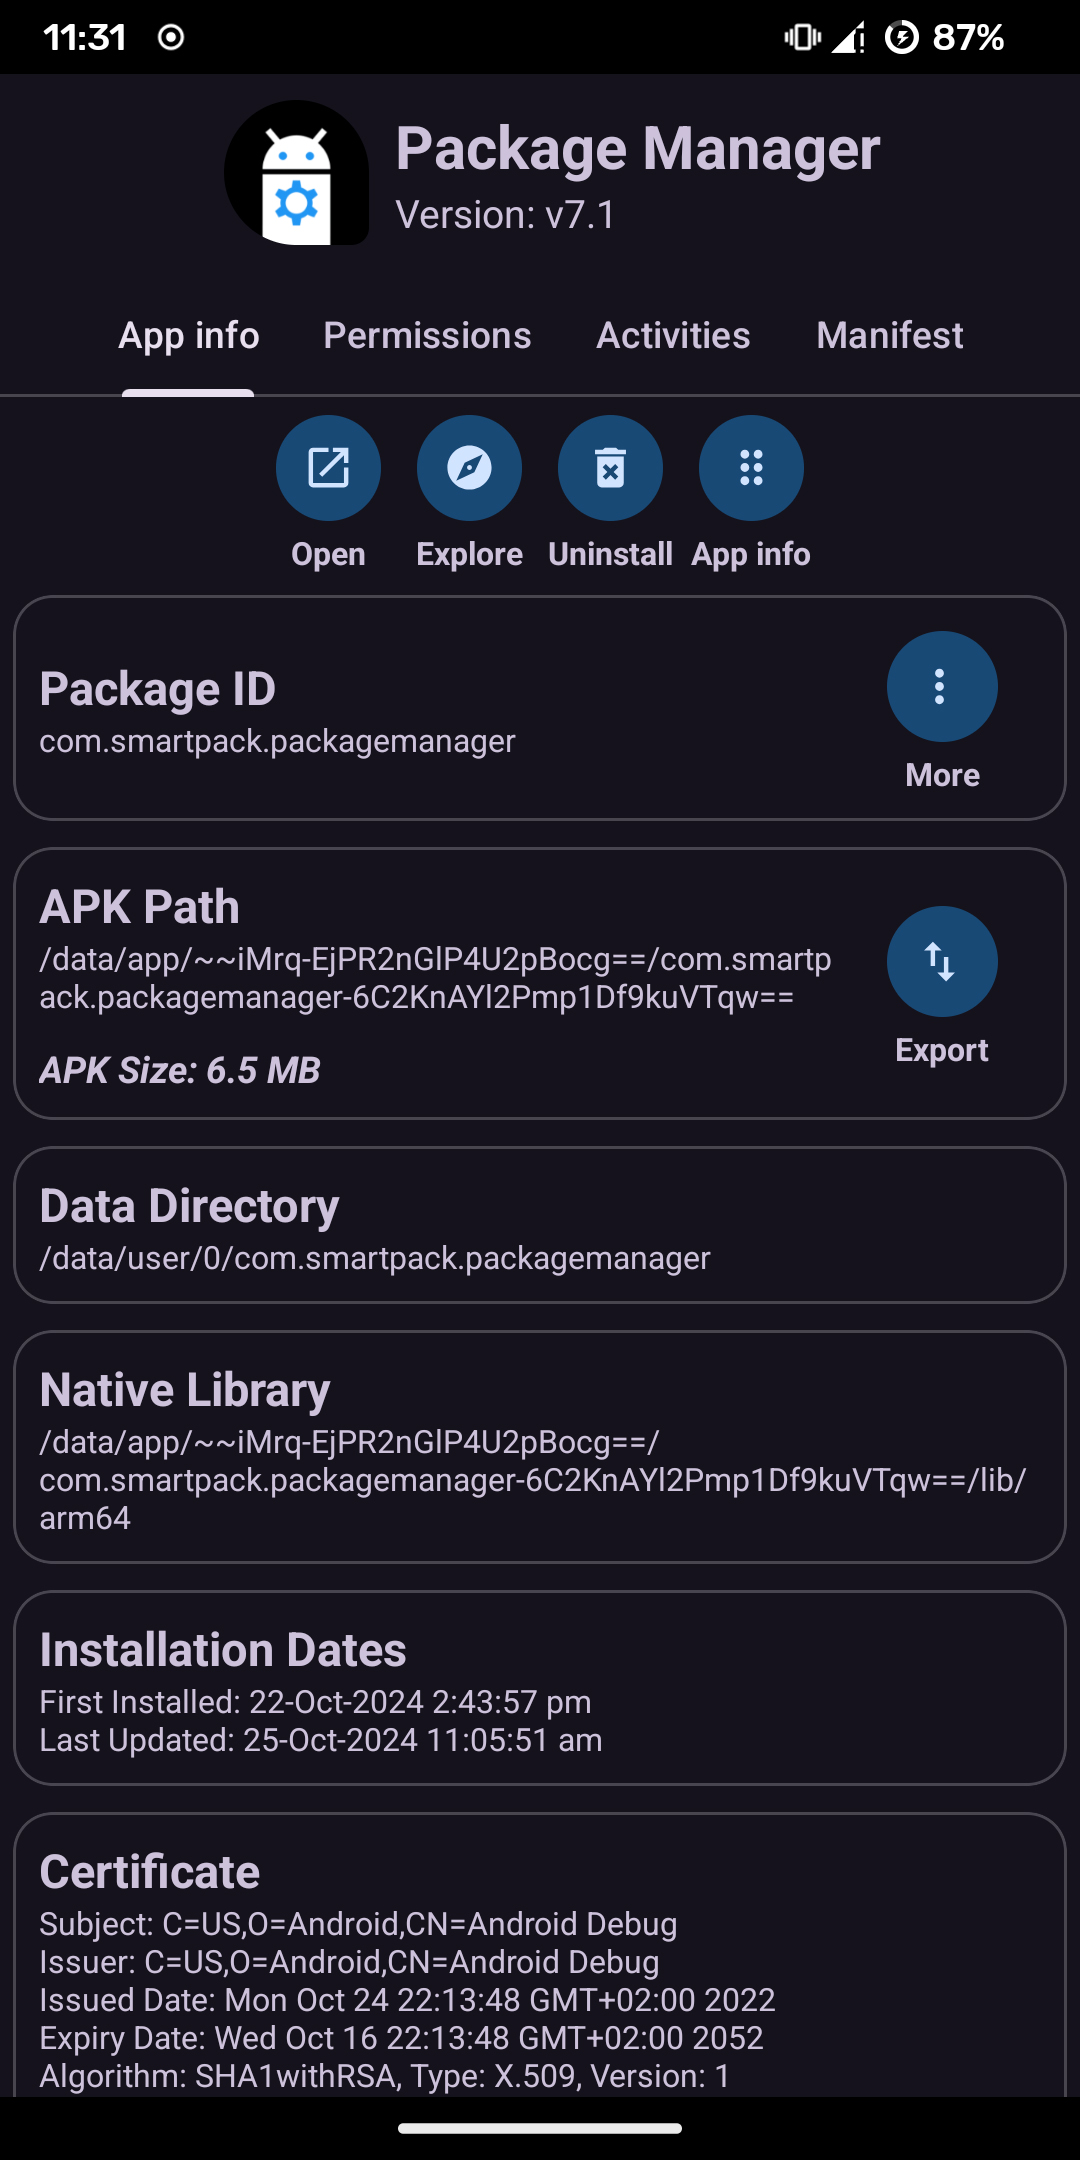 11:31
87%
Package Manager
Version: v7.1
App info
Permissions
Activities
Manifest
Open
Explore
Uninstall
App info
Package ID
com.smartpack.packagemanager
More
APK Path
/data/app/~~iMrq-EjPR2nGlP4U2pBocg==/com.smartp
ack.packagemanager-6C2KnAYl2Pmp1Df9kuVTqw==
APK Size: 6.5 MB
Export
Data Directory
/data/user/0/com.smartpack.packagemanager
Native Library
/data/app/~~iMrq-EjPR2nGlP4U2pBocg==/
com.smartpack.packagemanager-6C2KnAYl2Pmp1Df9kuVTqw==/lib/
arm64
Installation Dates
First Installed: 22-Oct-2024 2:43:57 pm
Last Updated: 25-Oct-2024 11:05:51 am
Certificate
Subject: C=US,O=Android,CN=Android Debug
Issuer: C=US,O=Android,CN=Android Debug
Issued Date: Mon Oct 24 22:13:48 GMT+02:00 2022
Expiry Date: Wed Oct 16 22:13:48 GMT+02:00 2052
Algorithm: SHA1withRSA, Type: X.509, Version: 1